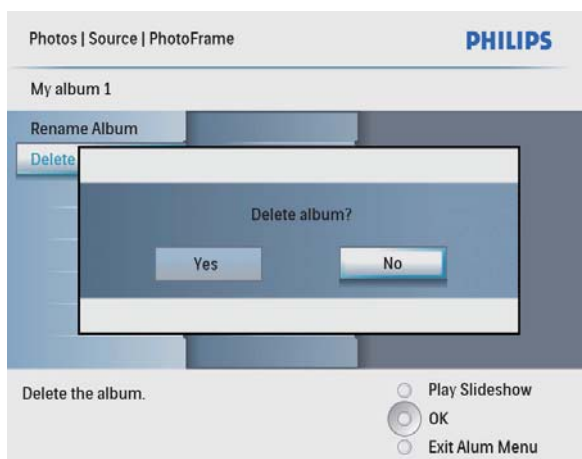 Photos | Source | PhotoFrame
PHILIPS
My album 1
Rename Album
Delete
Delete album?
Yes
No
Delete the album.
Play Slideshow
OK
Exit Alum Menu